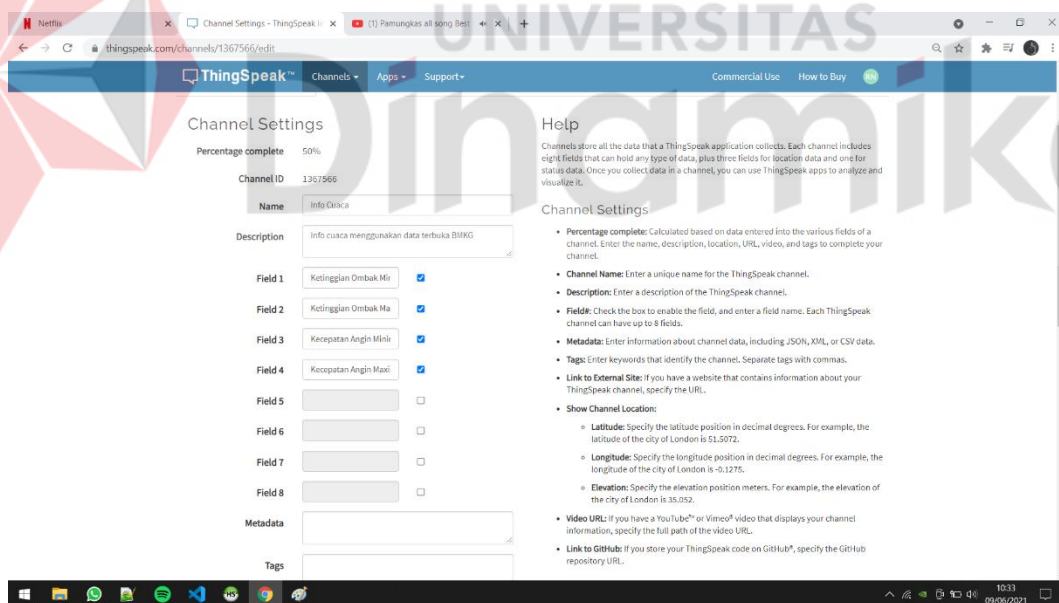 UNIVERSITAS
Dinamika
Netflix
Channel Settings - ThingSpeak I
(1) Pamungkas all song Best
thingspeak.com/channels/1367566/edit
ThingSpeak™ Channels Apps Support
Commercial Use How to Buy RN
Channel Settings
Percentage complete 50%
Channel ID 1367566
Name Info Cuaca
Description Info cuaca menggunakan data terbuka BMKG
Field 1 Ketinggian Ombak Mir
Field 2 Ketinggian Ombak Ma
Field 3 Kecepatan Angin Mini
Field 4 Kecepatan Angin Maxi
Field 5
Field 6
Field 7
Field 8
Metadata
Tags
Help
Channels store all the data that a ThingSpeak application collects. Each channel includes
eight fields that can hold any type of data, plus three fields for location data and one for
status data. Once you collect data in a channel, you can use ThingSpeak apps to analyze and
visualize it.
Channel Settings
• Percentage complete: Calculated based on data entered into the various fields of a
channel. Enter the name, description, location, URL, video, and tags to complete your
channel.
• Channel Name: Enter a unique name for the ThingSpeak channel.
• Description: Enter a description of the ThingSpeak channel.
• Field#: Check the box to enable the field, and enter a field name. Each ThingSpeak
channel can have up to 8 fields.
• Metadata: Enter information about channel data, including JSON, XML, or CSV data.
• Tags: Enter keywords that identify the channel. Separate tags with commas.
• Link to External Site: If you have a website that contains information about your
ThingSpeak channel, specify the URL.
• Show Channel Location:
Latitude: Specify the latitude position in decimal degrees. For example, the
latitude of the city of London is 51.5072.
Longitude: Specify the longitude position in decimal degrees. For example, the
longitude of the city of London is -0.1275.
Elevation: Specify the elevation position meters. For example, the elevation of
the city of London is 35.052.
• Video URL: If you have a YouTube™ or Vimeo® video that displays your channel
information, specify the full path of the video URL.
• Link to GitHub: If you store your ThingSpeak code on GitHub®, specify the GitHub
repository URL.
10:33
09/06/2021